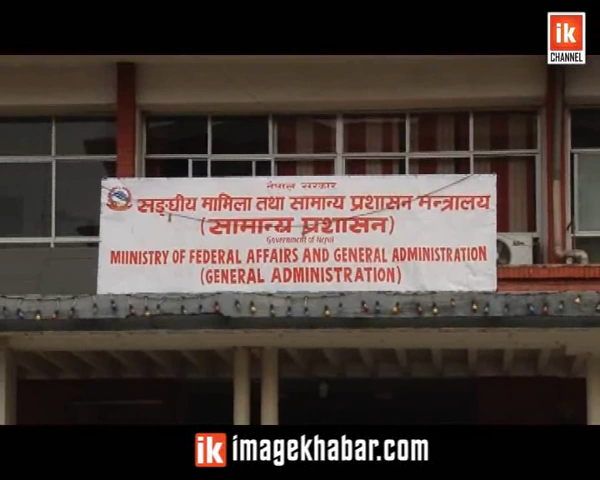 ik
CHANNEL
नेपाल सरकार
सङ्घीय मामिला तथा सामान्य प्रशासन मन्त्रालय
(सामान्य प्रशासन)
Government of Nepal
MIINISTRY OF FEDERAL AFFAIRS AND GENERAL ADMINISTRATION
(GENERAL ADMINISTRATION)
ik imagekhabar.com